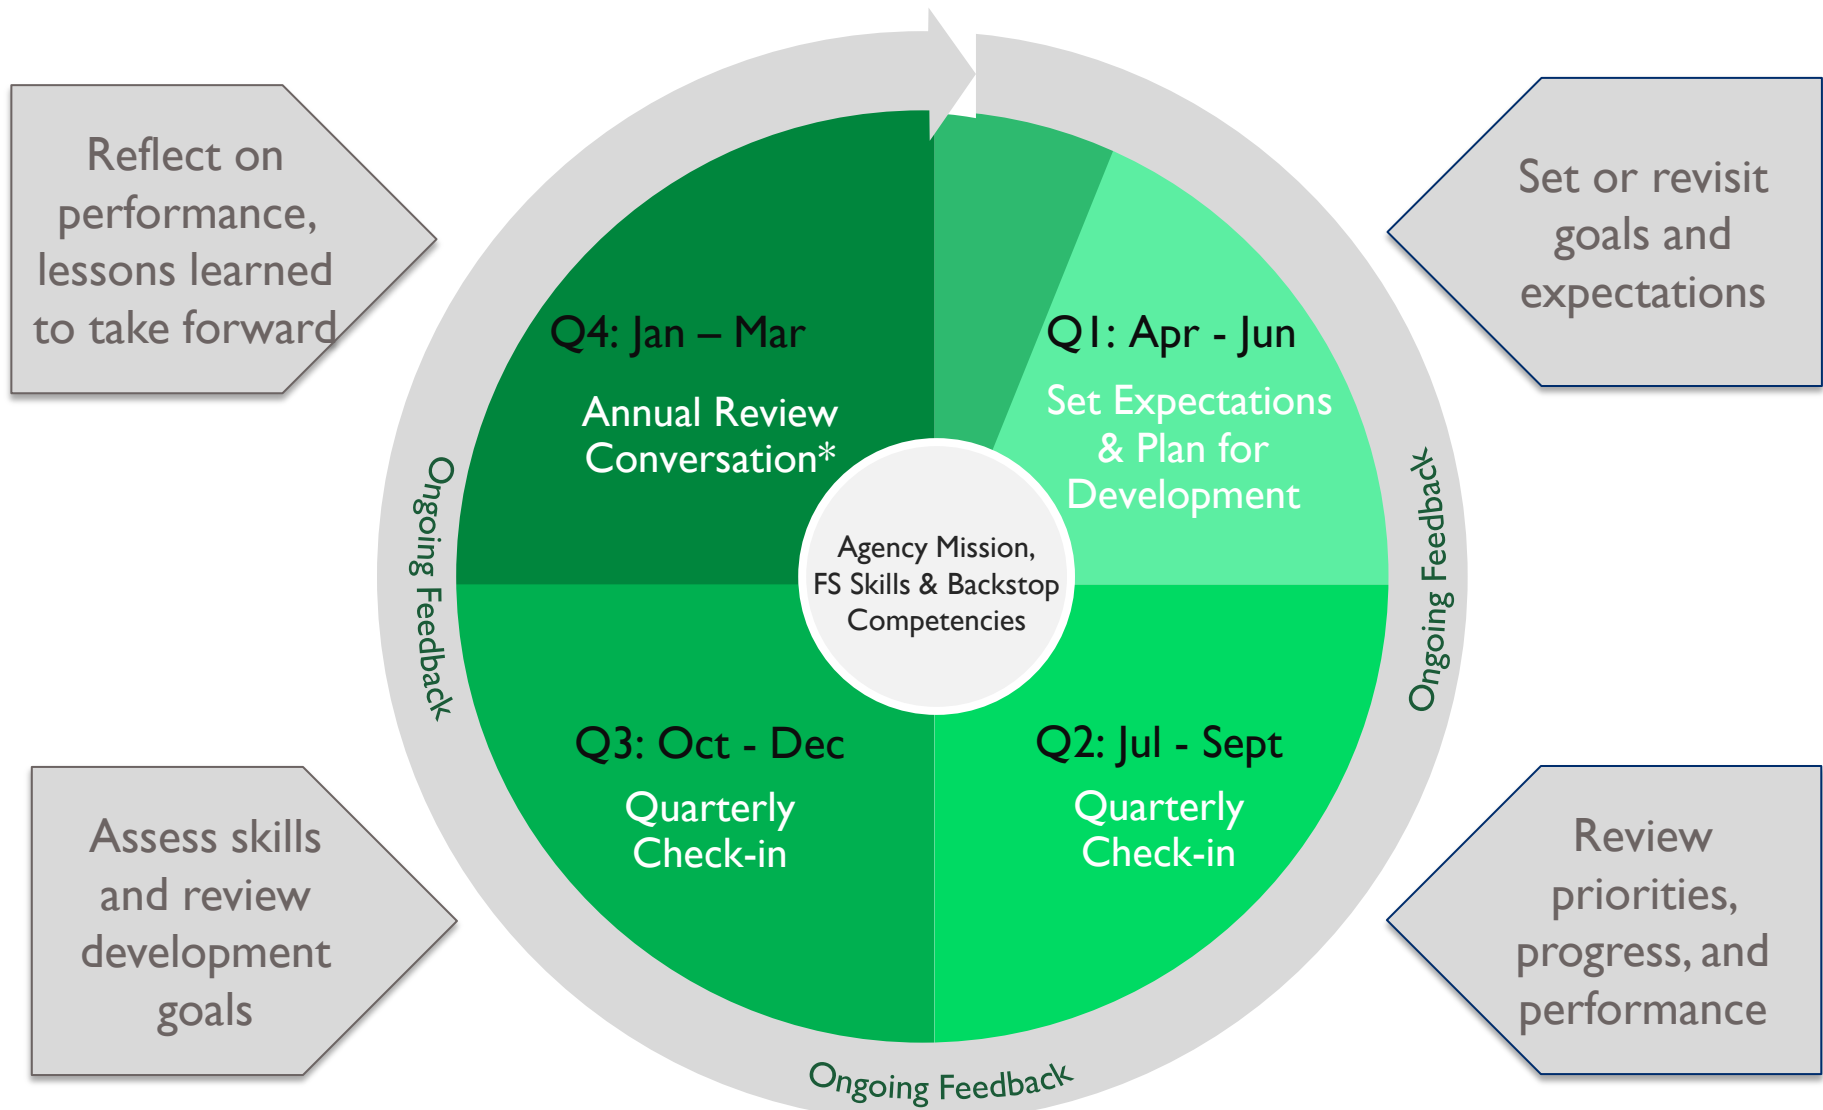 Reflect on
performance,
lessons learned
to take forward
Set or revisit
goals and
expectations
Q4: Jan – Mar
Annual Review
Conversation*
Q1: Apr - Jun
Set Expectations
& Plan for
Development
Agency Mission,
FS Skills & Backstop
Competencies
Ongoing Feedback
Ongoing Feedback
Q3: Oct - Dec
Quarterly
Check-in
Q2: Jul - Sept
Quarterly
Check-in
Assess skills
and review
development
goals
Review
priorities,
progress, and
performance
Ongoing Feedback